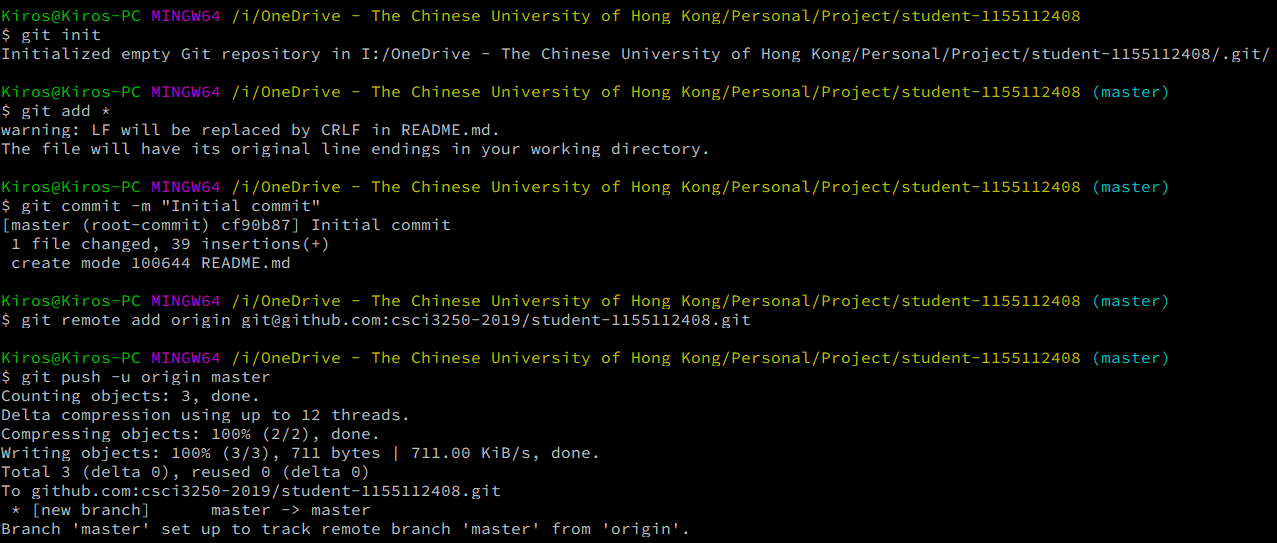 Kiros@Kiros-PC MINGW64 /i/OneDrive - The Chinese University of Hong Kong/Personal/Project/student-1155112408
$ git init
Initialized empty Git repository in I:/OneDrive - The Chinese University of Hong Kong/Personal/Project/student-1155112408/.git/
Kiros@Kiros-PC MINGW64 /i/OneDrive - The Chinese University of Hong Kong/Personal/Project/student-1155112408 (master)
$ git add *
warning: LF will be replaced by CRLF in README.md.
The file will have its original line endings in your working directory.
Kiros@Kiros-PC MINGW64 /i/OneDrive - The Chinese University of Hong Kong/Personal/Project/student-1155112408 (master)
$ git commit -m "Initial commit"
[master (root-commit) cf90b87] Initial commit
 1 file changed, 39 insertions(+)
 create mode 100644 README.md
Kiros@Kiros-PC MINGW64 /i/OneDrive - The Chinese University of Hong Kong/Personal/Project/student-1155112408 (master)
$ git remote add origin git@github.com:csci3250-2019/student-1155112408.git
Kiros@Kiros-PC MINGW64 /i/OneDrive - The Chinese University of Hong Kong/Personal/Project/student-1155112408 (master)
$ git push -u origin master
Counting objects: 3, done.
Delta compression using up to 12 threads.
Compressing objects: 100% (2/2), done.
Writing objects: 100% (3/3), 711 bytes | 711.00 KiB/s, done.
Total 3 (delta 0), reused 0 (delta 0)
To github.com:csci3250-2019/student-1155112408.git
 * [new branch]      master -> master
Branch 'master' set up to track remote branch 'master' from 'origin'.